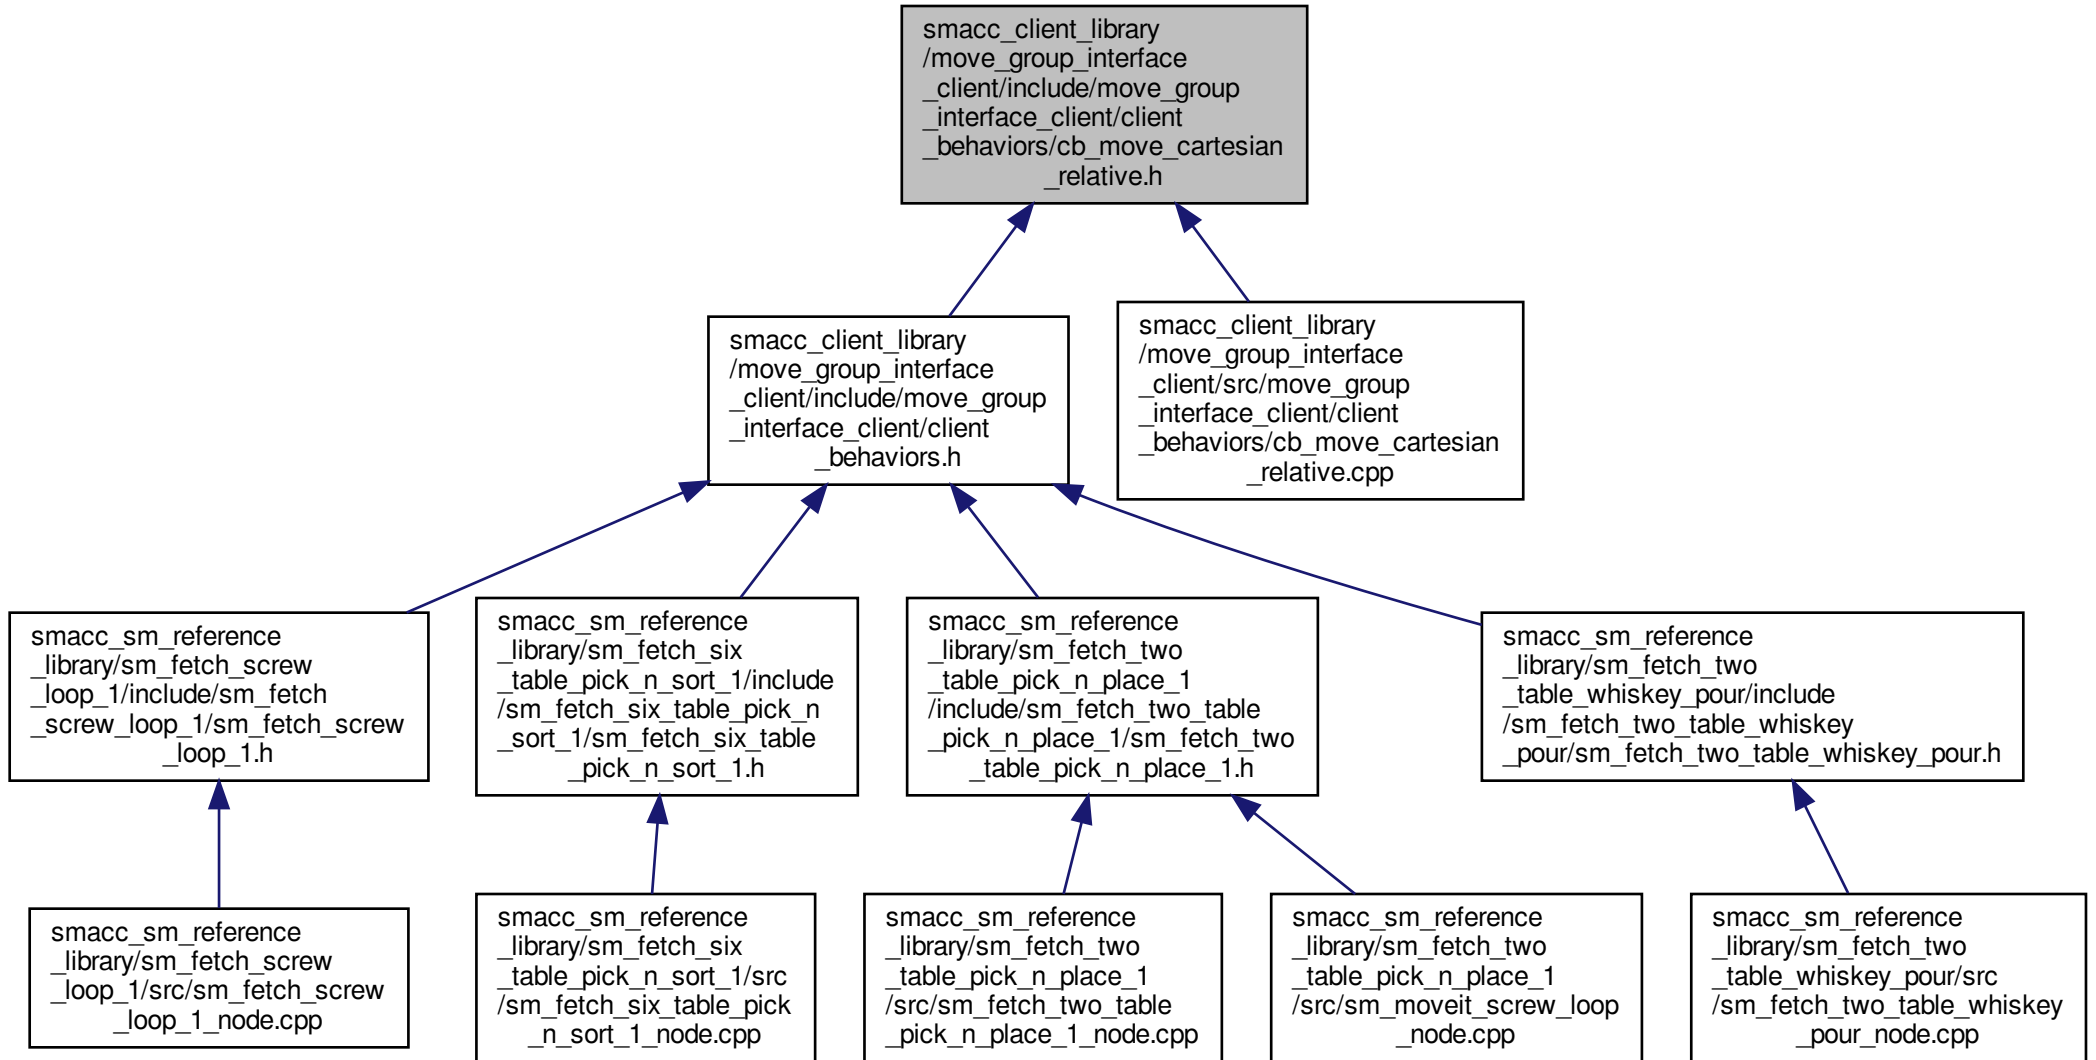 smacc_client_library
/move_group_interface
_client/include/move_group
_interface_client/client
_behaviors/cb_move_cartesian
_relative.h
smacc_client_library
/move_group_interface
_client/include/move_group
_interface_client/client
_behaviors.h
smacc_client_library
/move_group_interface
_client/src/move_group
_interface_client/client
_behaviors/cb_move_cartesian
_relative.cpp
smacc_sm_reference
_library/sm_fetch_screw
_loop_1/include/sm_fetch
_screw_loop_1/sm_fetch_screw
_loop_1.h
smacc_sm_reference
_library/sm_fetch_six
_table_pick_n_sort_1/include
/sm_fetch_six_table_pick_n
_sort_1/sm_fetch_six_table
_pick_n_sort_1.h
smacc_sm_reference
_library/sm_fetch_two
_table_pick_n_place_1
/include/sm_fetch_two_table
_pick_n_place_1/sm_fetch_two
_table_pick_n_place_1.h
smacc_sm_reference
_library/sm_fetch_two
_table_whiskey_pour/include
/sm_fetch_two_table_whiskey
_pour/sm_fetch_two_table_whiskey_pour.h
smacc_sm_reference
_library/sm_fetch_screw
_loop_1/src/sm_fetch_screw
_loop_1_node.cpp
smacc_sm_reference
_library/sm_fetch_six
_table_pick_n_sort_1/src
/sm_fetch_six_table_pick
_n_sort_1_node.cpp
smacc_sm_reference
_library/sm_fetch_two
_table_pick_n_place_1
/src/sm_fetch_two_table
_pick_n_place_1_node.cpp
smacc_sm_reference
_library/sm_fetch_two
_table_pick_n_place_1
/src/sm_moveit_screw_loop
_node.cpp
smacc_sm_reference
_library/sm_fetch_two
_table_whiskey_pour/src
/sm_fetch_two_table_whiskey
_pour_node.cpp